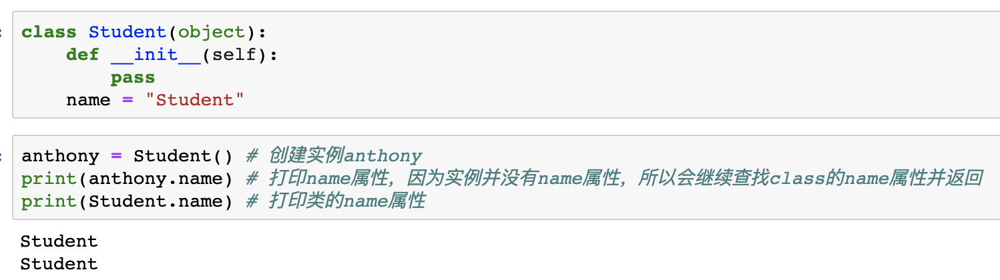 class Student(object):
    def __init__(self):
        pass
    name = "Student"
anthony = Student() # 创建实例anthony
print(anthony.name) # 打印name属性，因为实例并没有name属性，所以会继续查找class的name属性并返回
print(Student.name) # 打印类的name属性
Student
Student